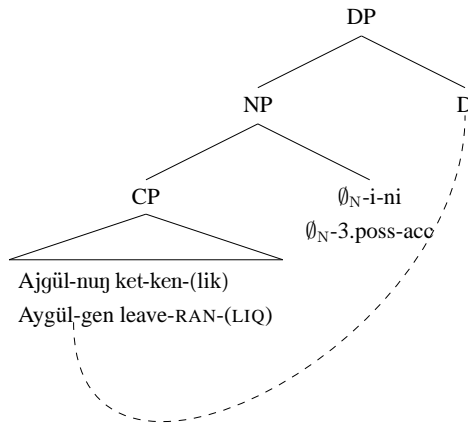 DP
NP D
CP ∅N-i-ni
∅N-3.poss-acc
Ajgül-nuŋ ket-ken-(lik)
Aygül-gen leave-RAN-(LIQ)